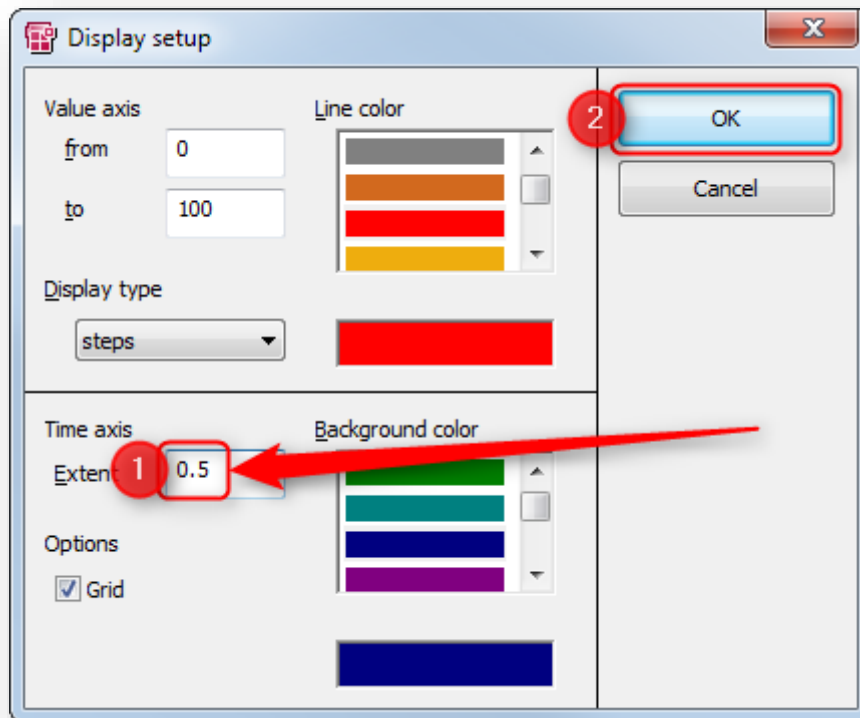 Display setup
Value axis
from 0
to 100
Display type
steps
Line color
Time axis
Extent 1 0.5
Options
Grid
Background color
2 OK
Cancel